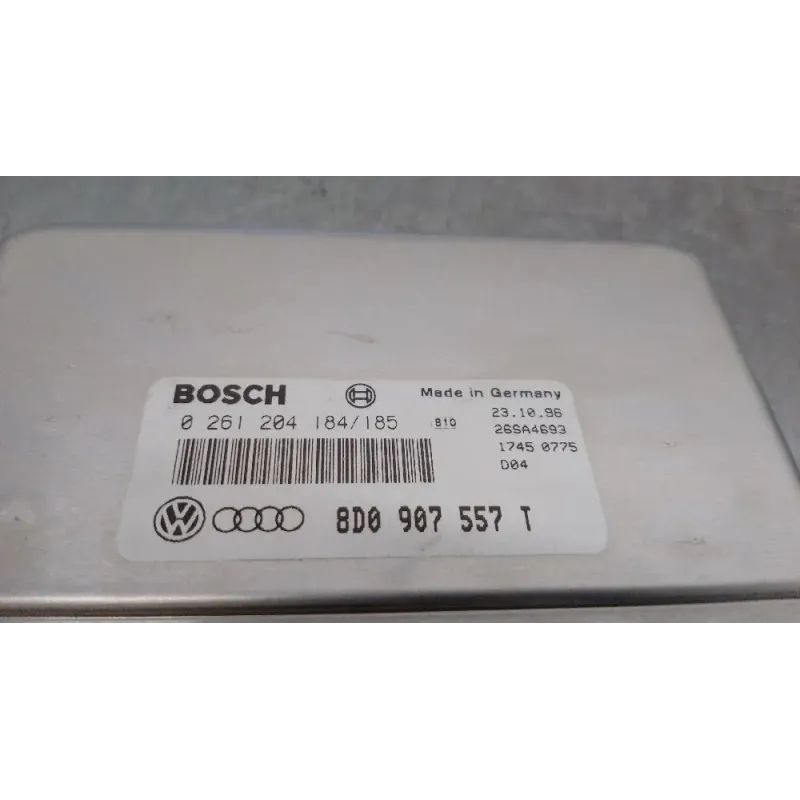 BOSCH Made in Germany
0 261 204 184/185 810 23.10.96
26SA4693
1745 0775
D04
VW 8D0 907 557 T